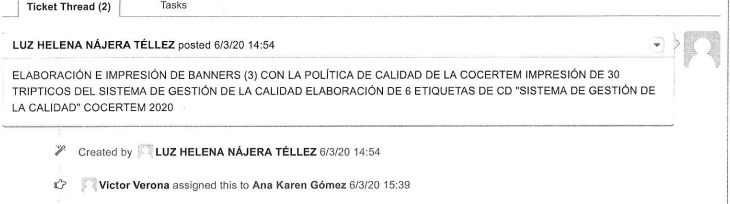 Ticket Thread (2) Tasks
LUZ HELENA NÁJERA TÉLLEZ posted 6/3/20 14:54
ELABORACIÓN E IMPRESIÓN DE BANNERS (3) CON LA POLÍTICA DE CALIDAD DE LA COCERTEM IMPRESIÓN DE 30
TRIPTICOS DEL SISTEMA DE GESTIÓN DE LA CALIDAD ELABORACIÓN DE 6 ETIQUETAS DE CD "SISTEMA DE GESTIÓN DE
LA CALIDAD" COCERTEM 2020
Created by LUZ HELENA NÁJERA TÉLLEZ 6/3/20 14:54
Victor Verona assigned this to Ana Karen Gómez 6/3/20 15:39